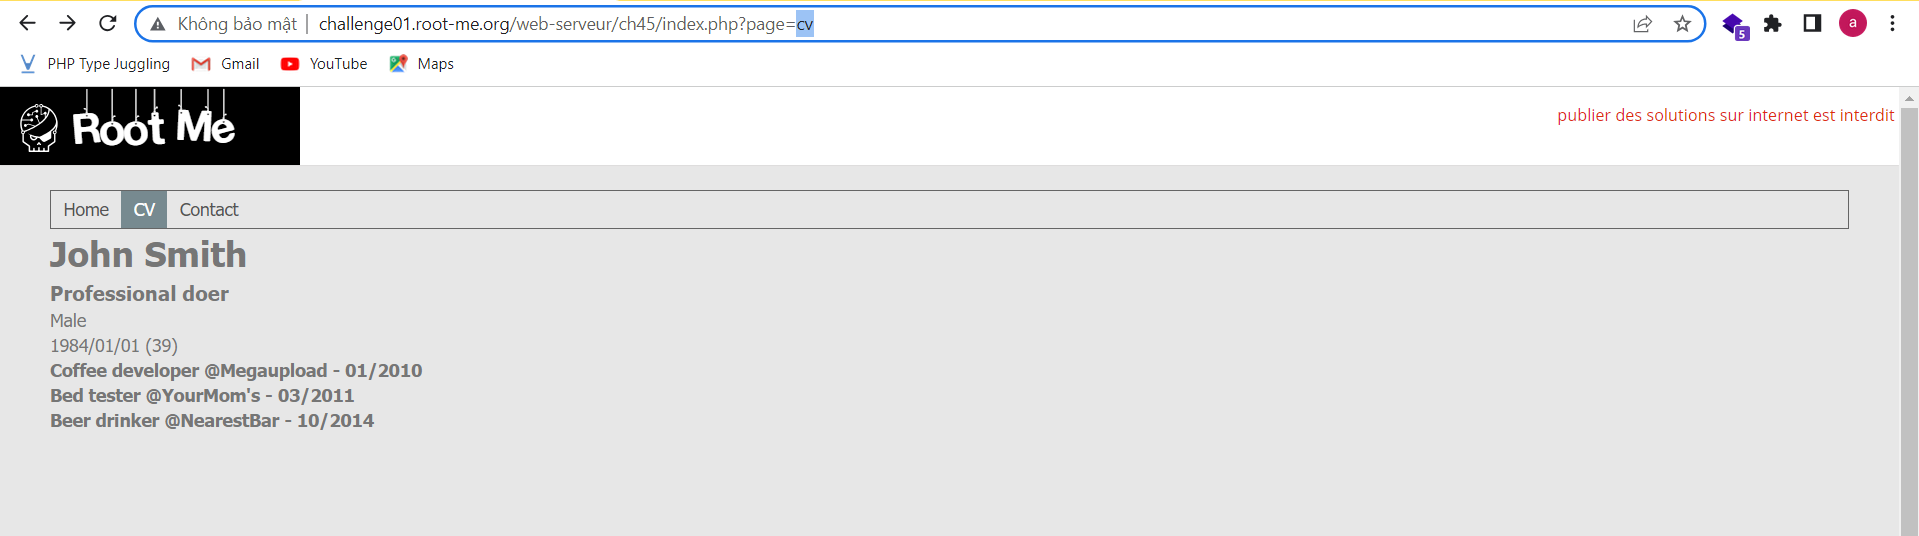 Không bảo mật | challenge01.root-me.org/web-serveur/ch45/index.php?page=cv
5
a
PHP Type Juggling Gmail YouTube Maps
Root Me
publier des solutions sur internet est interdit
Home CV Contact
John Smith
Professional doer
Male
1984/01/01 (39)
Coffee developer @Megaupload - 01/2010
Bed tester @YourMom's - 03/2011
Beer drinker @NearestBar - 10/2014